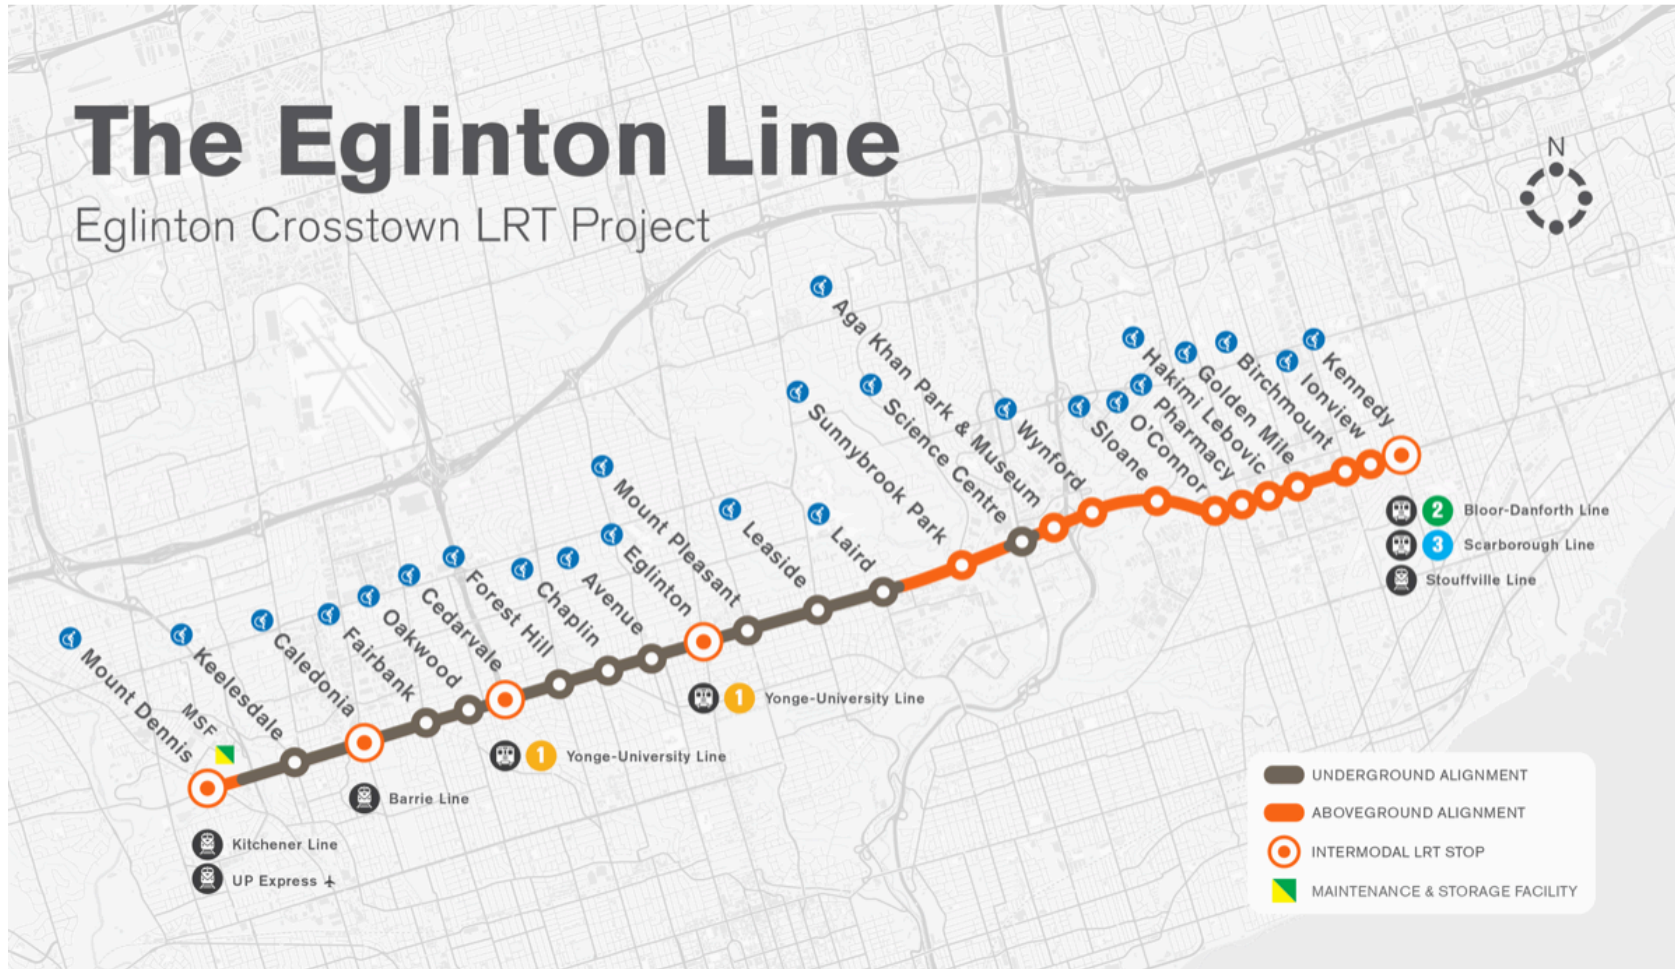 The Eglinton Line
Eglinton Crosstown LRT Project
N
Mount Dennis
MSF
Keelesdale
Caledonia
Fairbank
Oakwood
Cedarvale
Forest Hill
Chaplin
Avenue
Eglinton
Mount Pleasant
Leaside
Laird
Sunnybrook Park
Science Centre
Aga Khan Park & Museum
Wynford
Sloane
O'Connor
Pharmacy
Hakimi Lebovic
Golden Mile
Birchmount
Ionview
Kennedy
2 Bloor-Danforth Line
3 Scarborough Line
Stouffville Line
1 Yonge-University Line
1 Yonge-University Line
Barrie Line
Kitchener Line
UP Express
UNDERGROUND ALIGNMENT
ABOVEGROUND ALIGNMENT
INTERMODAL LRT STOP
MAINTENANCE & STORAGE FACILITY